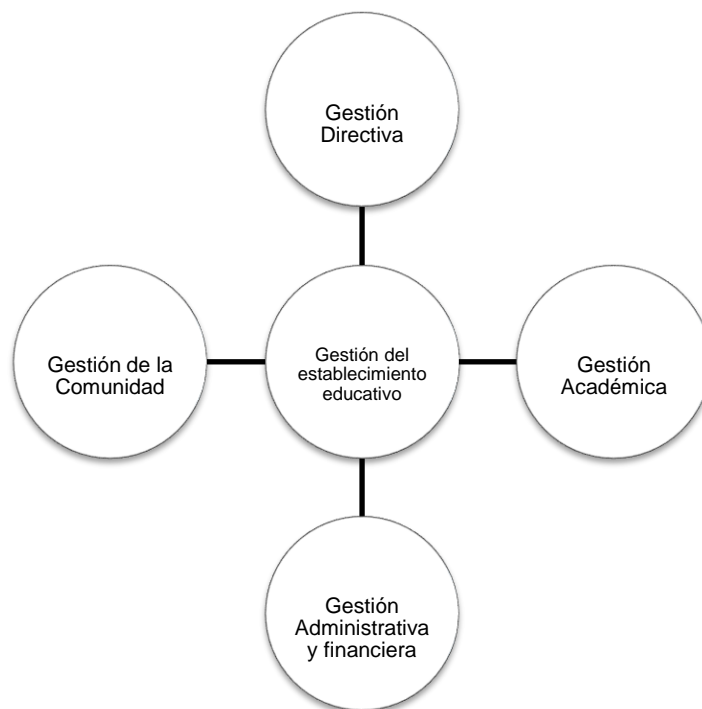 Gestión
Directiva
Gestión de la
Comunidad
Gestión del
establecimiento
educativo
Gestión
Académica
Gestión
Administrativa
y financiera